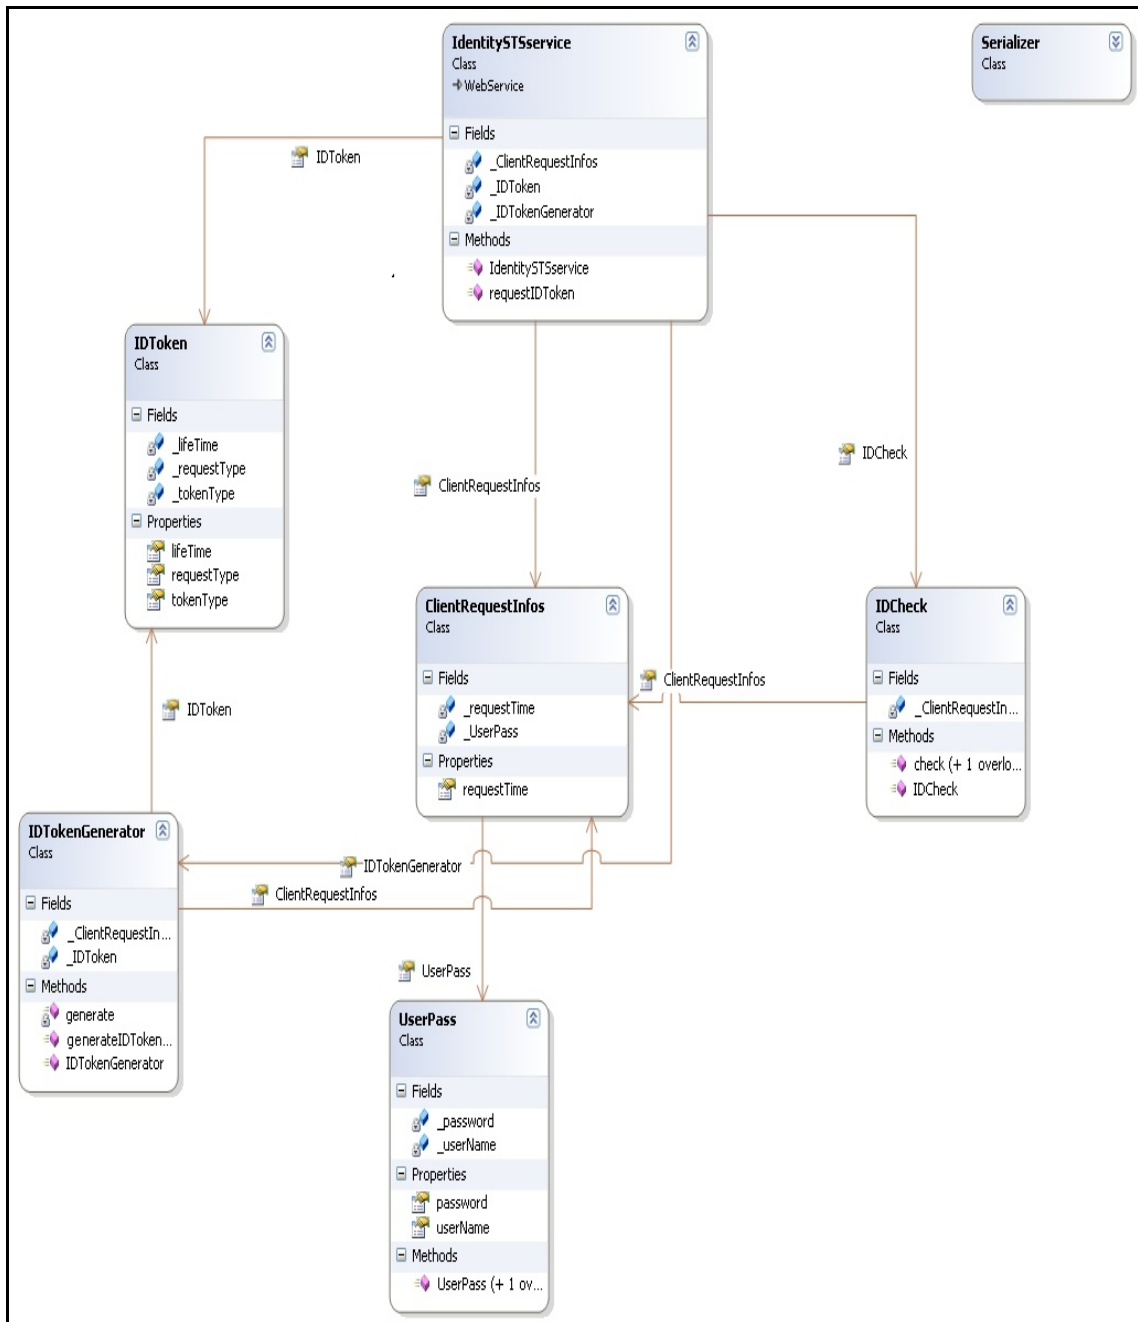 IdentitySTSservice
Class
WebService
Fields
_ClientRequestInfos
_IDToken
_IDTokenGenerator
Methods
IdentitySTSservice
requestIDToken
Serializer
Class
IDToken
IDToken
Class
Fields
_lifeTime
_requestType
_tokenType
Properties
lifeTime
requestType
tokenType
IDCheck
ClientRequestInfos
ClientRequestInfos
Class
Fields
_requestTime
_UserPass
Properties
requestTime
ClientRequestInfos
IDCheck
Class
Fields
_ClientRequestIn...
Methods
check (+ 1 overlo...
IDCheck
IDToken
IDTokenGenerator
Class
Fields
_ClientRequestIn...
_IDToken
Methods
generate
generateIDToken...
IDTokenGenerator
IDTokenGenerator
ClientRequestInfos
UserPass
UserPass
Class
Fields
_password
_userName
Properties
password
userName
Methods
UserPass (+ 1 ov...